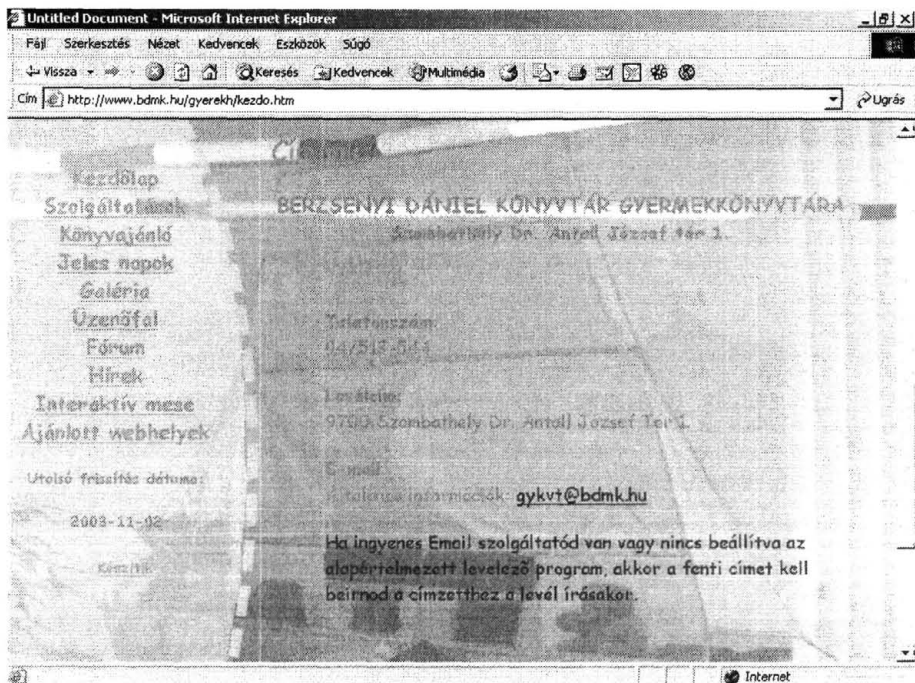 Untitled Document - Microsoft Internet Explorer
Fájl Szerkesztés Nézet Kedvencek Eszközök Súgó
Vissza Keresés Kedvencek Multimédia
Cím http://www.bdmk.hu/gyerekh/kezdo.htm Ugrás
Kezdőlap
Szolgáltatások
Könyvajánló
Jeles napok
Galéria
Üzenőfal
Fórum
Hírek
Interaktív mese
Ajánlott webhelyek
Utolsó frissítés dátuma:
2003-11-02
BERZSENYI DÁNIEL KÖNYVTÁR GYERMEKKÖNYVTÁRA
Szombathely Dr. Antall József tér 1.
Telefonszám:
Levélcím:
9700 Szombathely Dr. Antall József Tér 1.
E-mail
információk: gykvt@bdmk.hu
Ha ingyenes Email szolgáltatód van vagy nincs beállítva az
alapértelmezett levelező program, akkor a fenti címet kell
beirnod a címzetthez a levél írásakor.
Internet